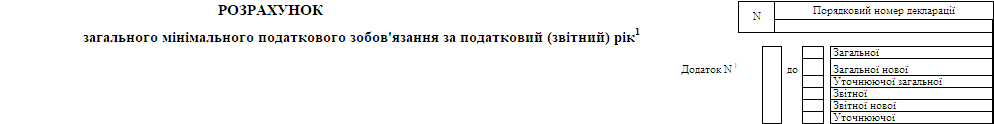 РОЗРАХУНОК
загального мінімального податкового зобов'язання за податковий (звітний) рік1
N Порядковий номер декларації
Додаток N 1 до
Загальної
Загальної нової
Уточнюючої загальної
Звітної
Звітної нової
Уточнюючої